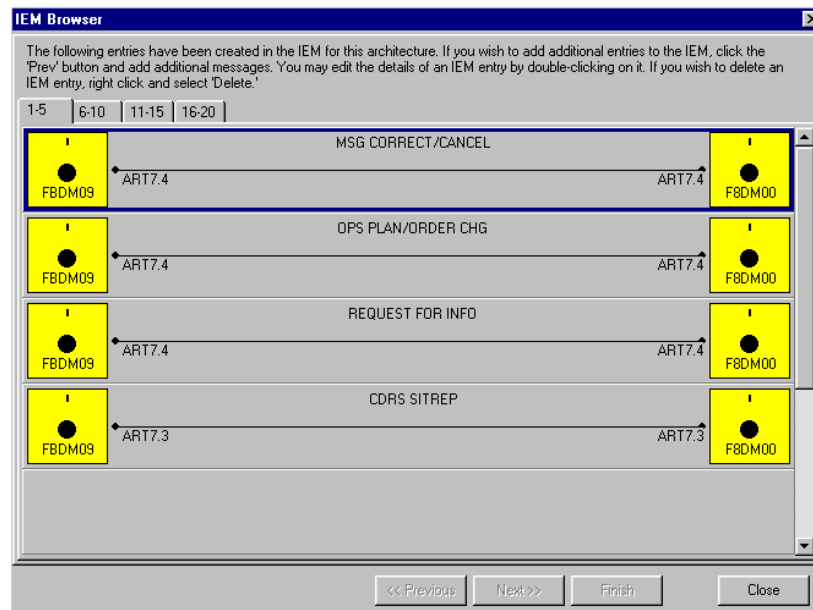 IEM Browser
The following entries have been created in the IEM for this architecture. If you wish to add additional entries to the IEM, click the
'Prev' button and add additional messages. You may edit the details of an IEM entry by double-clicking on it. If you wish to delete an
IEM entry, right click and select 'Delete.'
1-5 6-10 11-15 16-20
MSG CORRECT/CANCEL
ART7.4 ART7.4
FBDM09 F8DM00
OPS PLAN/ORDER CHG
ART7.4 ART7.4
FBDM09 F8DM00
REQUEST FOR INFO
ART7.4 ART7.4
FBDM09 F8DM00
CDRS SITREP
ART7.3 ART7.3
FBDM09 F8DM00
<< Previous Next >> Finish Close